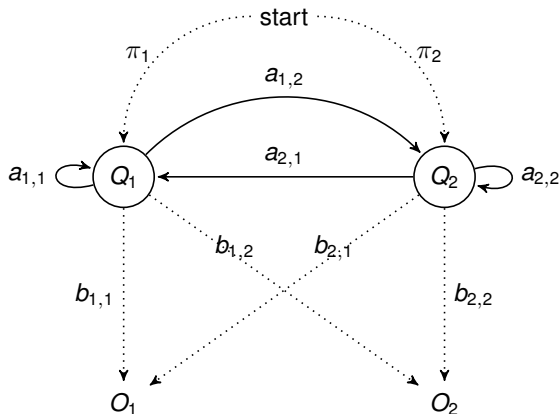 start
π₁ π₂
a₁,₂
a₂,₁
a₁,₁ Q₁ Q₂ a₂,₂
b₁,₂ b₂,₁
b₁,₁ b₂,₂
O₁ O₂